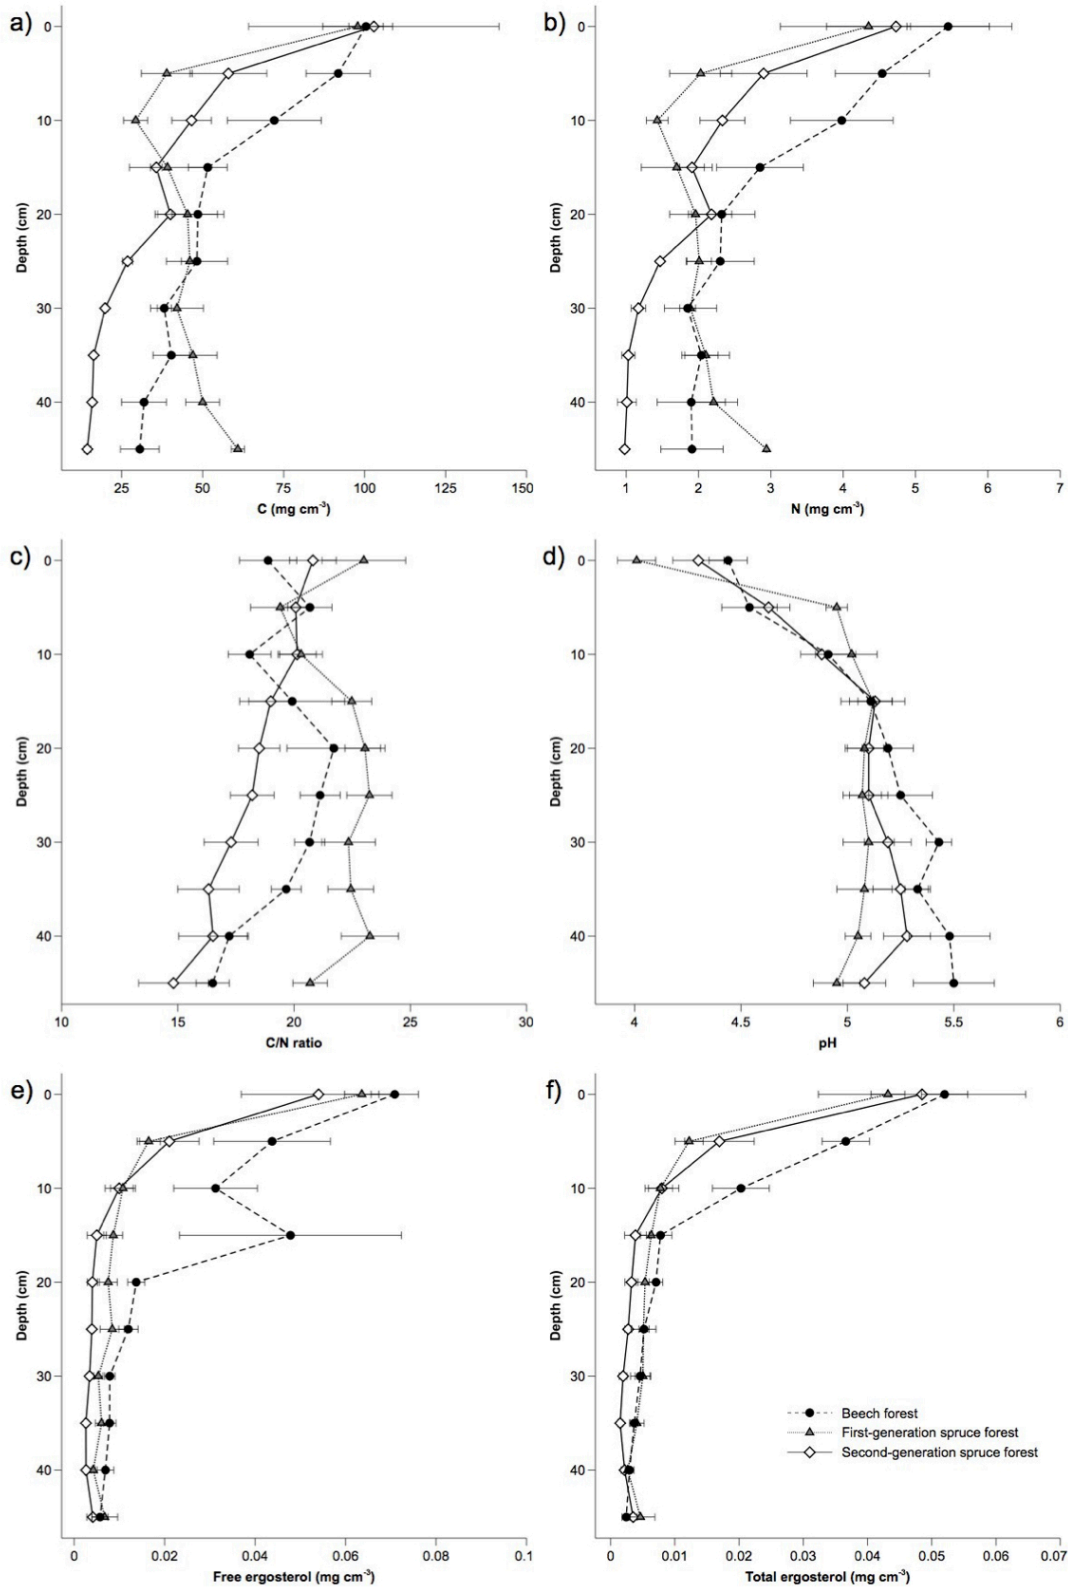 a)
0
10
20
30
40
Depth (cm)
25 50 75 100 125 150
C (mg cm⁻³)
b)
0
10
20
30
40
Depth (cm)
1 2 3 4 5 6 7
N (mg cm⁻³)
c)
0
10
20
30
40
Depth (cm)
10 15 20 25 30
C/N ratio
d)
0
10
20
30
40
Depth (cm)
4 4.5 5 5.5 6
pH
e)
0
10
20
30
40
Depth (cm)
0 0.02 0.04 0.06 0.08 0.1
Free ergosterol (mg cm⁻³)
f)
0
10
20
30
40
Depth (cm)
Beech forest
First-generation spruce forest
Second-generation spruce forest
0 0.01 0.02 0.03 0.04 0.05 0.06 0.07
Total ergosterol (mg cm⁻³)